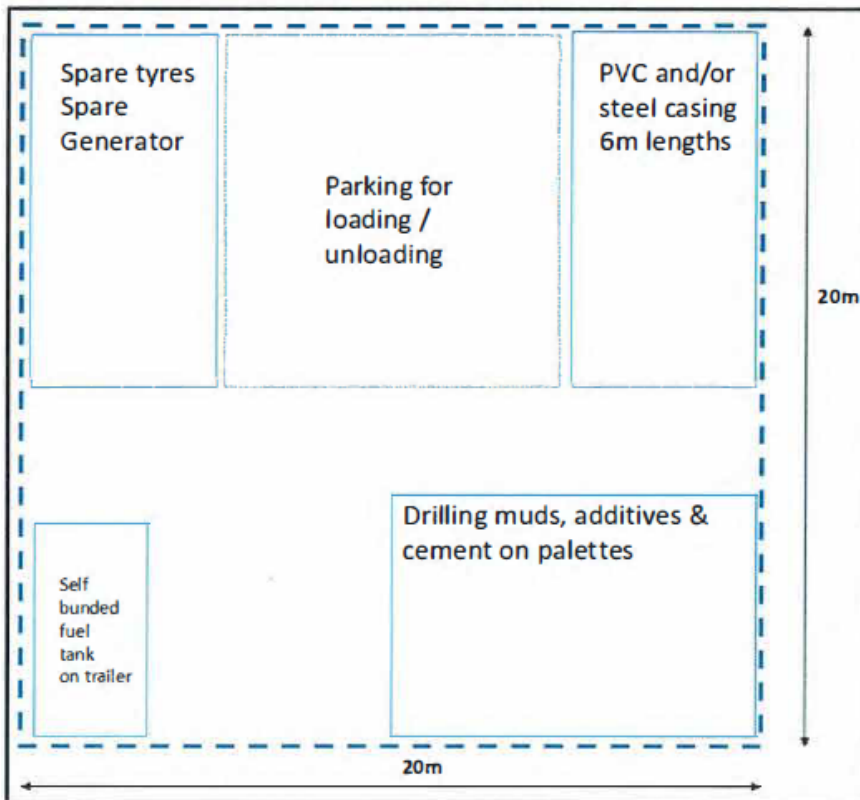 Spare tyres
Spare
Generator
Parking for
loading /
unloading
PVC and/or
steel casing
6m lengths
20m
Self
bunded
fuel
tank
on trailer
Drilling muds, additives &
cement on palettes
20m